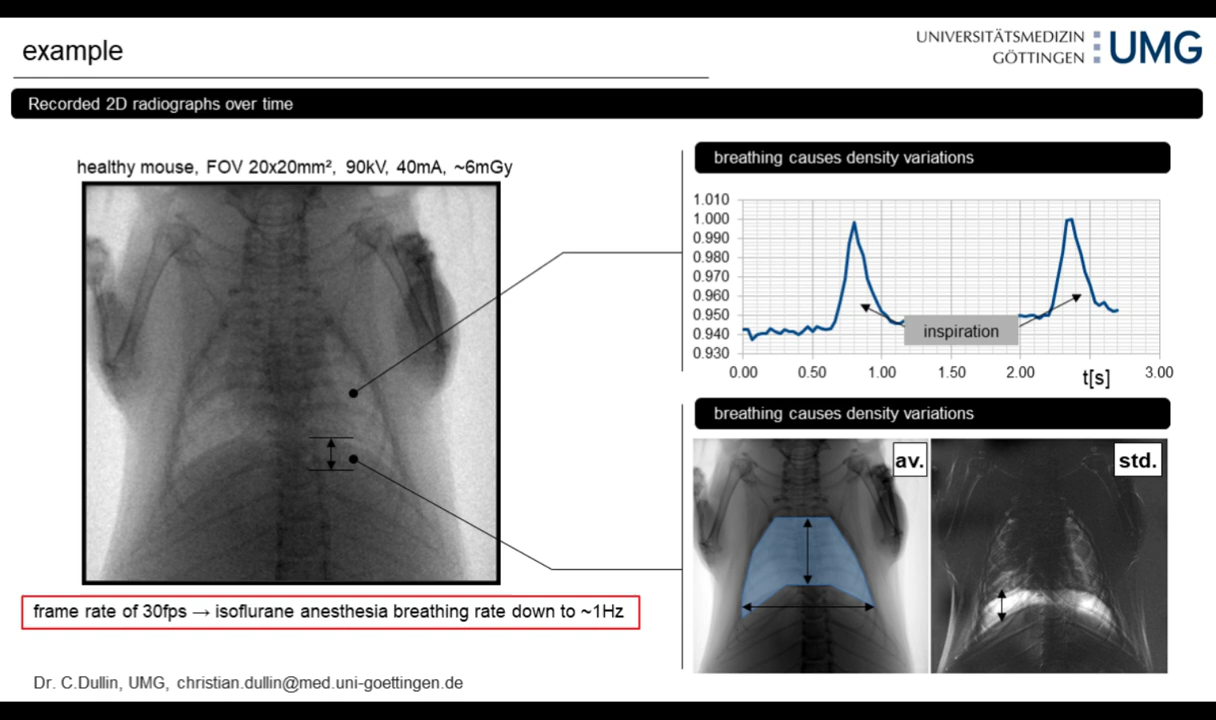 example
UNIVERSITÄTSMEDIZIN
GÖTTINGEN
UMG
Recorded 2D radiographs over time
healthy mouse, FOV 20x20mm², 90kV, 40mA, ~6mGy
breathing causes density variations
1.010
1.000
0.990
0.980
0.970
0.960
0.950
0.940
0.930
inspiration
0.00 0.50 1.00 1.50 2.00 t[s] 3.00
breathing causes density variations
av.
std.
frame rate of 30fps → isoflurane anesthesia breathing rate down to ~1Hz
Dr. C.Dullin, UMG, christian.dullin@med.uni-goettingen.de